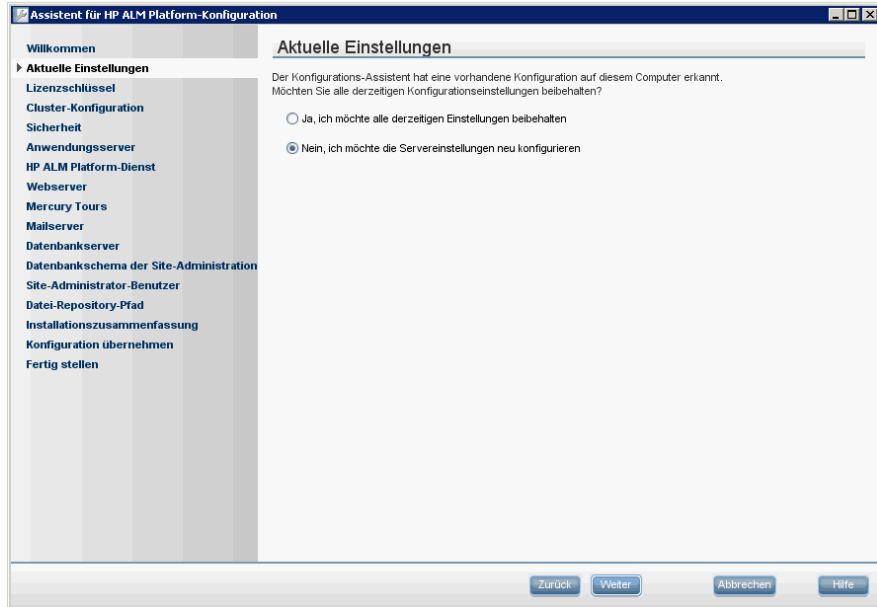 Assistent für HP ALM Platform-Konfiguration
Willkommen
Aktuelle Einstellungen
Lizenzschlüssel
Cluster-Konfiguration
Sicherheit
Anwendungsserver
HP ALM Platform-Dienst
Webserver
Mercury Tours
Mailserver
Datenbankserver
Datenbankschema der Site-Administration
Site-Administrator-Benutzer
Datei-Repository-Pfad
Installationszusammenfassung
Konfiguration übernehmen
Fertig stellen
Aktuelle Einstellungen
Der Konfigurations-Assistent hat eine vorhandene Konfiguration auf diesem Computer erkannt.
Möchten Sie alle derzeitigen Konfigurationseinstellungen beibehalten?
Ja, ich möchte alle derzeitigen Einstellungen beibehalten
Nein, ich möchte die Servereinstellungen neu konfigurieren
Zurück
Weiter
Abbrechen
Hilfe